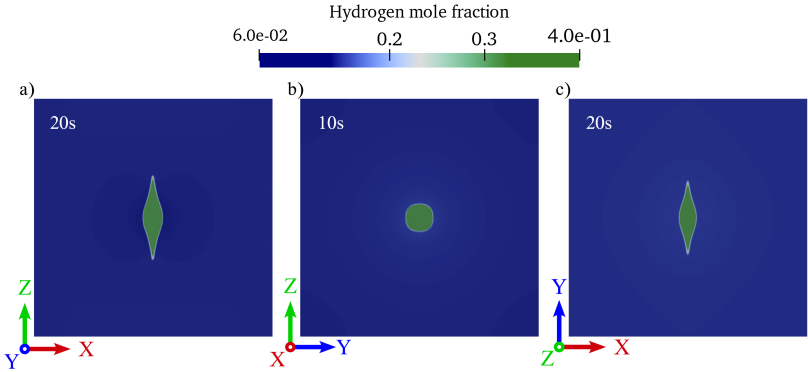 Hydrogen mole fraction
6.0e-02 0.2 0.3 4.0e-01
a) b) c)
20s 10s 20s
Z Z Y
Y X X Y Z X